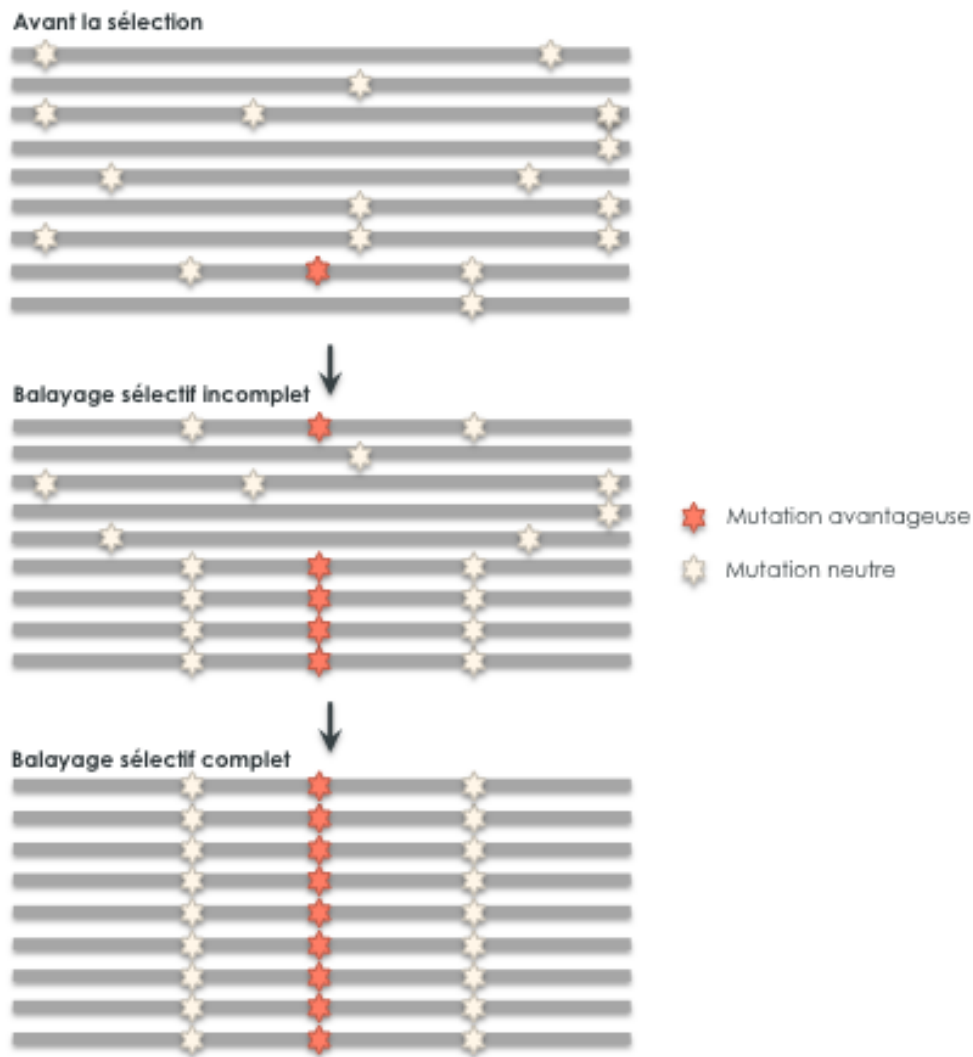 Avant la sélection
Balayage sélectif incomplet
Mutation avantageuse
Mutation neutre
Balayage sélectif complet